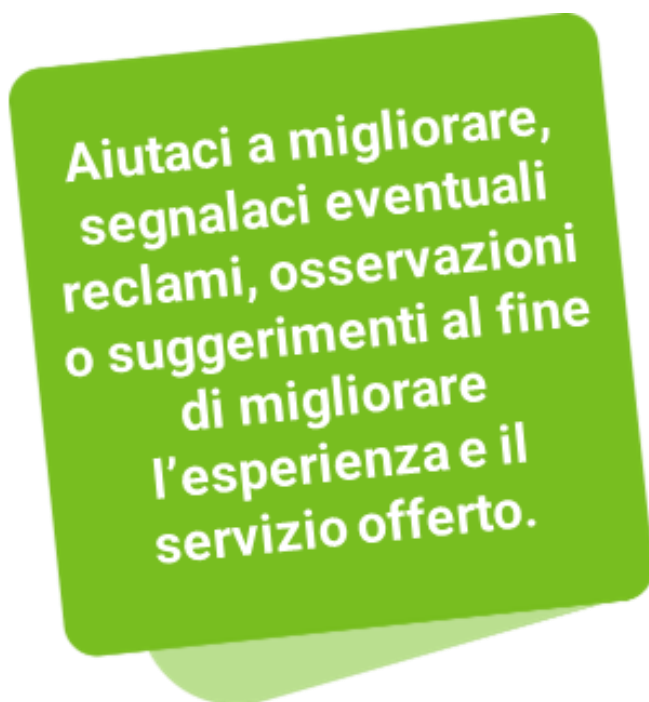 Aiutaci a migliorare,
segnalaci eventuali
reclami, osservazioni
o suggerimenti al fine
di migliorare
l’esperienza e il
servizio offerto.